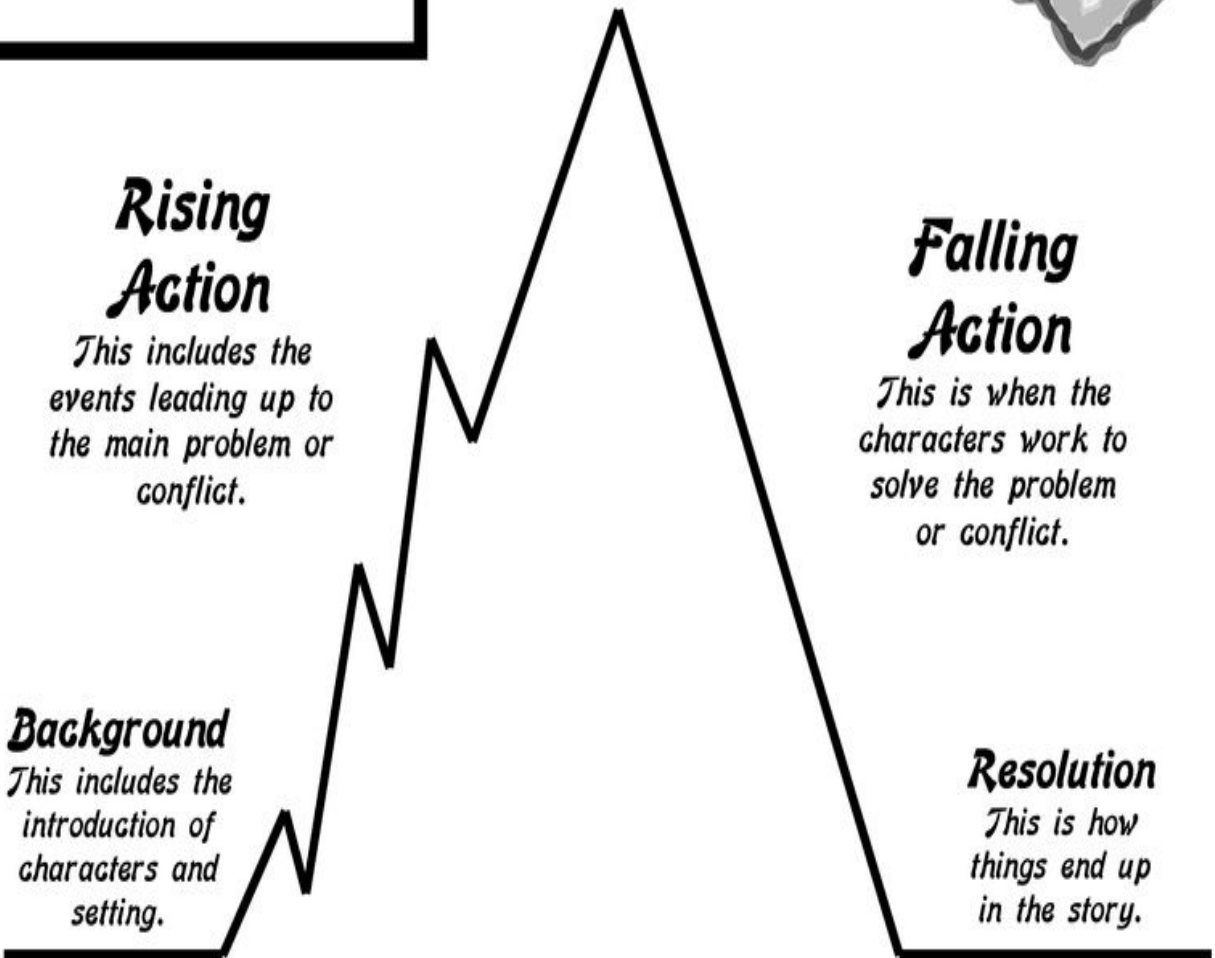 Rising
Action
This includes the
events leading up to
the main problem or
conflict.
Falling
Action
This is when the
characters work to
solve the problem
or conflict.
Background
This includes the
introduction of
characters and
setting.
Resolution
This is how
things end up
in the story.